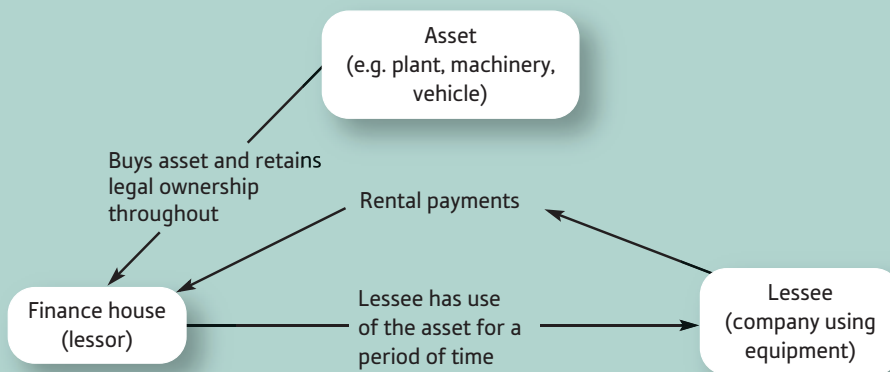 Asset
(e.g. plant, machinery,
vehicle)
Buys asset and retains
legal ownership
throughout
Rental payments
Finance house
(lessor)
Lessee has use
of the asset for a
period of time
Lessee
(company using
equipment)